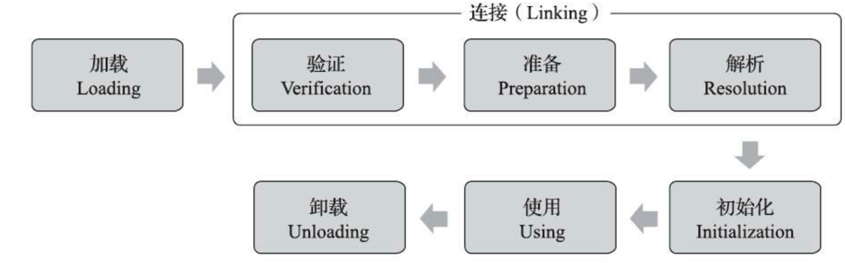 连接（Linking）
加载
Loading
验证
Verification
准备
Preparation
解析
Resolution
初始化
Initialization
使用
Using
卸载
Unloading